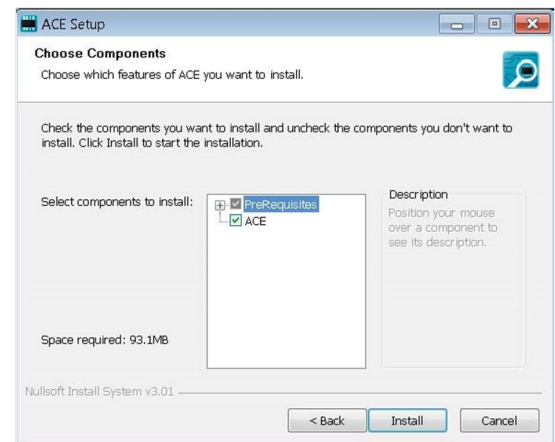 ACE Setup
Choose Components
Choose which features of ACE you want to install.
Check the components you want to install and uncheck the components you don't want to
install. Click Install to start the installation.
Select components to install:
PreRequisites
ACE
Description
Position your mouse
over a component to
see its description.
Space required: 93.1MB
Nullsoft Install System v3.01
< Back
Install
Cancel